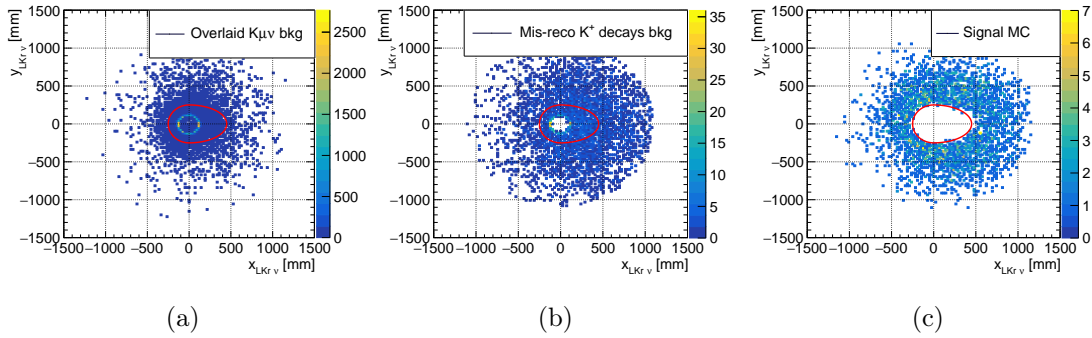 y_LKr ν [mm]
1500
1000
500
0
−500
−1000
−1500
−1500 −1000 −500 0 500 1000 1500
x_LKr ν [mm]
Overlaid Kμν bkg
2500
2000
1500
1000
500
0
(a)
y_LKr ν [mm]
1500
1000
500
0
−500
−1000
−1500
−1500 −1000 −500 0 500 1000 1500
x_LKr ν [mm]
Mis-reco K⁺ decays bkg
35
30
25
20
15
10
5
0
(b)
y_LKr ν [mm]
1500
1000
500
0
−500
−1000
−1500
−1500 −1000 −500 0 500 1000 1500
x_LKr ν [mm]
Signal MC
7
6
5
4
3
2
1
0
(c)